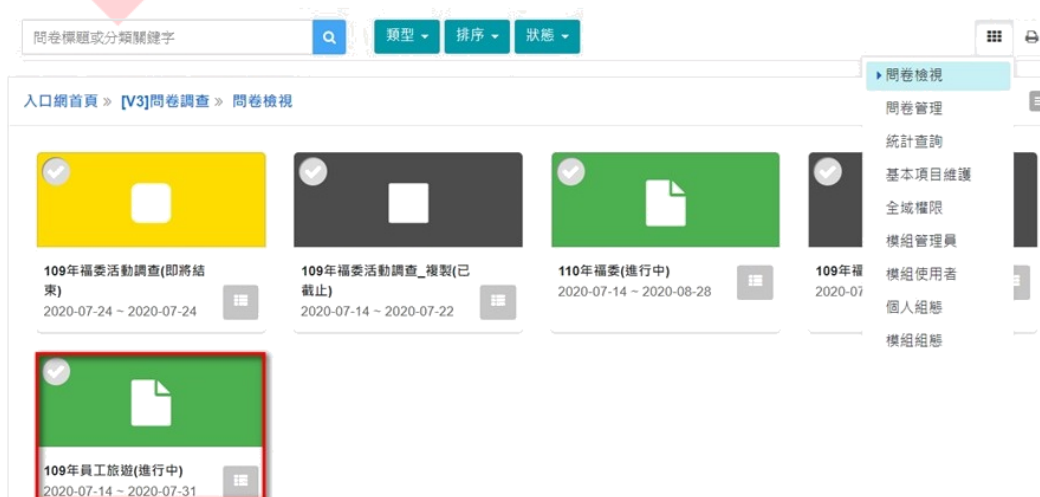 問卷標題或分類關鍵字
類型
排序
狀態
問卷檢視
問卷管理
統計查詢
基本項目維護
全域權限
模組管理員
模組使用者
個人組態
模組組態
入口網首頁 » [V3]問卷調查 » 問卷檢視
109年福委活動調查(即將結
束)
2020-07-24 ~ 2020-07-24
109年福委活動調查_複製(已
截止)
2020-07-14 ~ 2020-07-22
110年福委(進行中)
2020-07-14 ~ 2020-08-28
109年福
2020-07
109年員工旅遊(進行中)
2020-07-14 ~ 2020-07-31